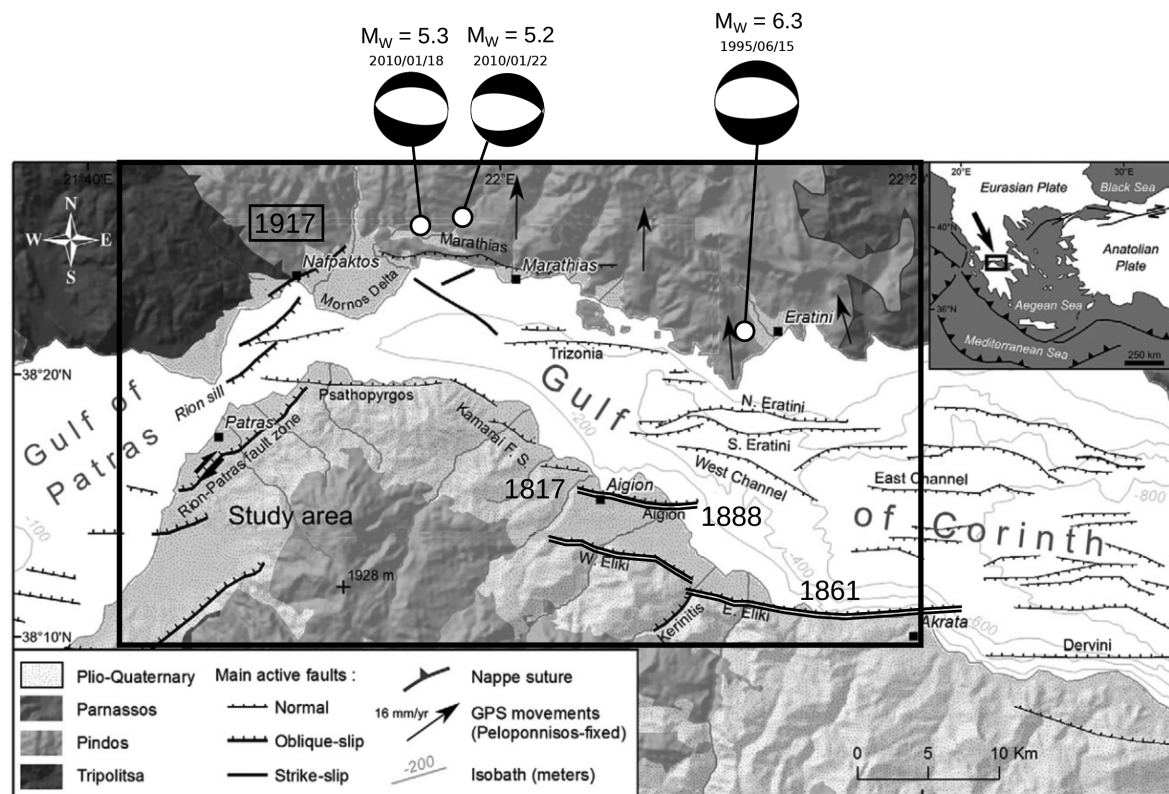 M_W = 5.3
2010/01/18
M_W = 5.2
2010/01/22
M_W = 6.3
1995/06/15
21°40'E
22°E
22°20'
N
W E
S
1917
Nafpaktos
Mornos Delta
Marathias
Marathias
Eratini
Trizonia
38°20'N
Gulf of
Patras
Rion sill
Patras
Rion-Patras fault zone
Psathopyrgos
Kamarai F. S.
Gulf
of Corinth
N. Eratini
S. Eratini
West Channel
East Channel
-100
-200
-400
-600
-800
Study area
1928 m
1817
Aigion
Aigion
1888
W. Eliki
1861
E. Eliki
Kerinitis
Akrata
Dervini
38°10'N
20°E
30°E
Eurasian Plate
Black Sea
40°N
Anatolian
Plate
Aegean Sea
36°N
Mediterranean Sea
250 km
Plio-Quaternary
Parnassos
Pindos
Tripolitsa
Main active faults :
Normal
Oblique-slip
Strike-slip
Nappe suture
16 mm/yr
GPS movements
(Peloponnisos-fixed)
-200
Isobath (meters)
0 5 10 Km